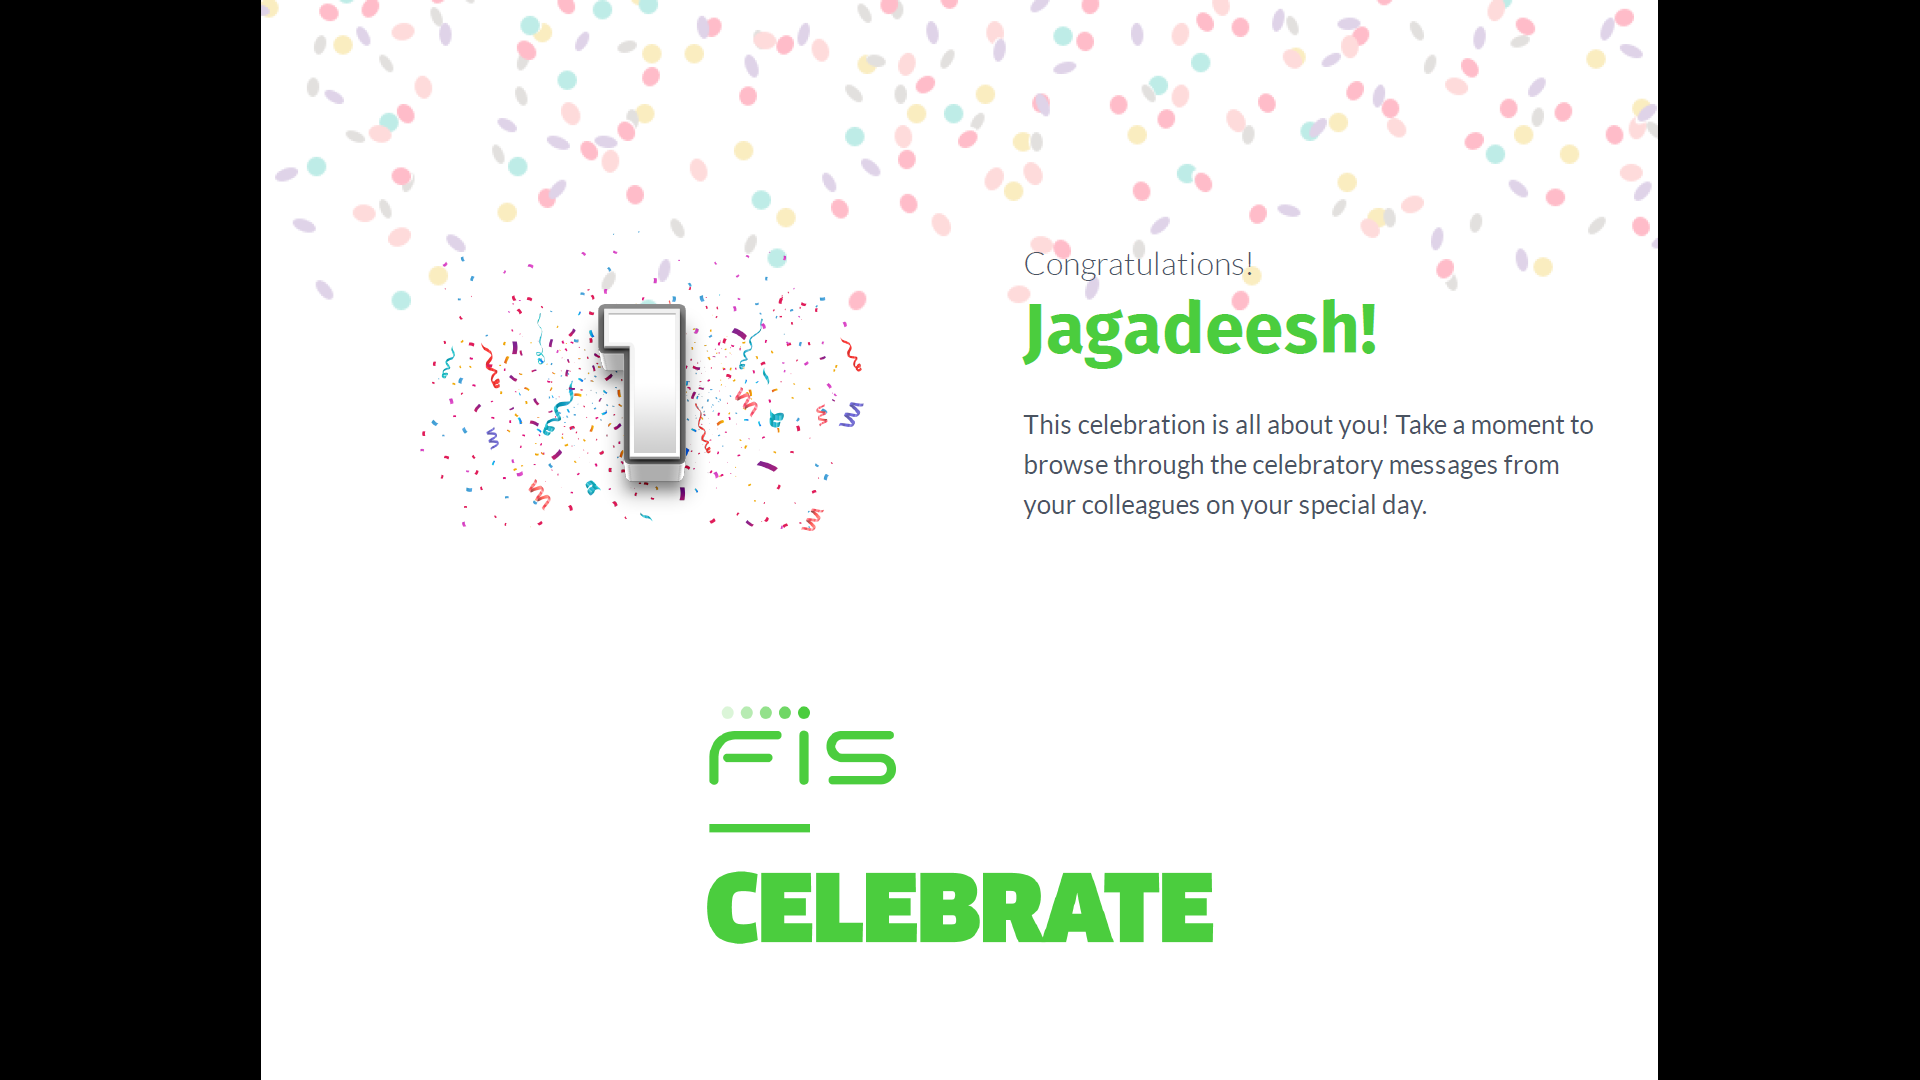 1
Congratulations!
Jagadeesh!
This celebration is all about you! Take a moment to
browse through the celebratory messages from
your colleagues on your special day.
FIS
CELEBRATE